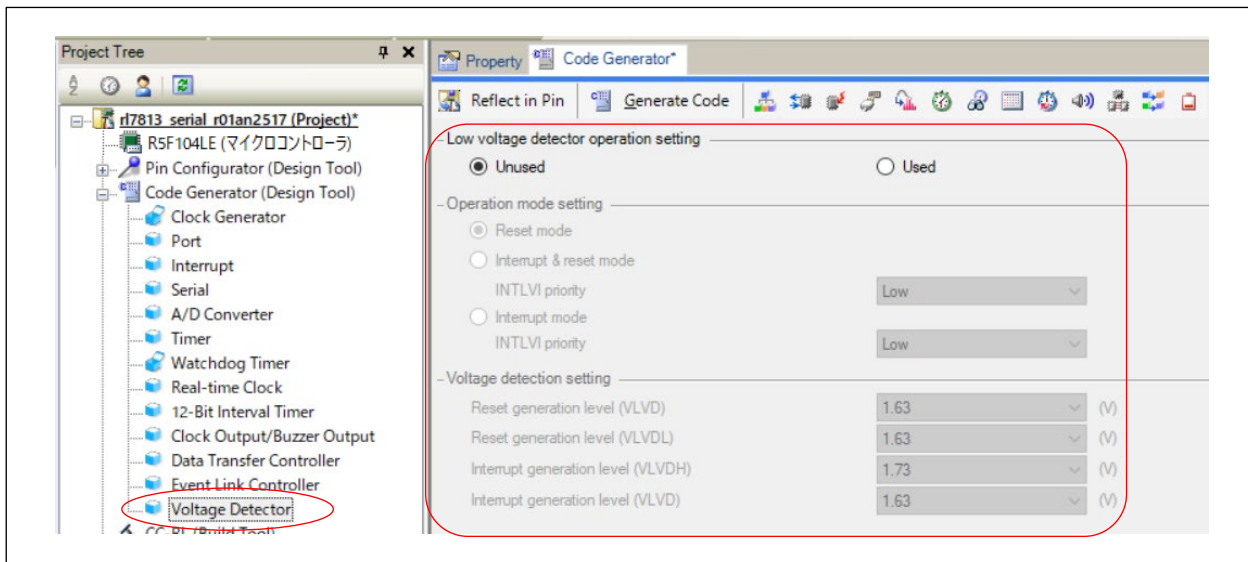 Project Tree
rl7813_serial_r01an2517 (Project)*
R5F104LE (マイクロコントローラ)
Pin Configurator (Design Tool)
Code Generator (Design Tool)
Clock Generator
Port
Interrupt
Serial
A/D Converter
Timer
Watchdog Timer
Real-time Clock
12-Bit Interval Timer
Clock Output/Buzzer Output
Data Transfer Controller
Event Link Controller
Voltage Detector
CC-RL (Build Tool)
Property Code Generator*
Reflect in Pin Generate Code
Low voltage detector operation setting
Unused Used
Operation mode setting
Reset mode
Interrupt & reset mode
INTLVI priority Low
Interrupt mode
INTLVI priority Low
Voltage detection setting
Reset generation level (VLVD) 1.63 (V)
Reset generation level (VLVDL) 1.63 (V)
Interrupt generation level (VLVDH) 1.73 (V)
Interrupt generation level (VLVD) 1.63 (V)